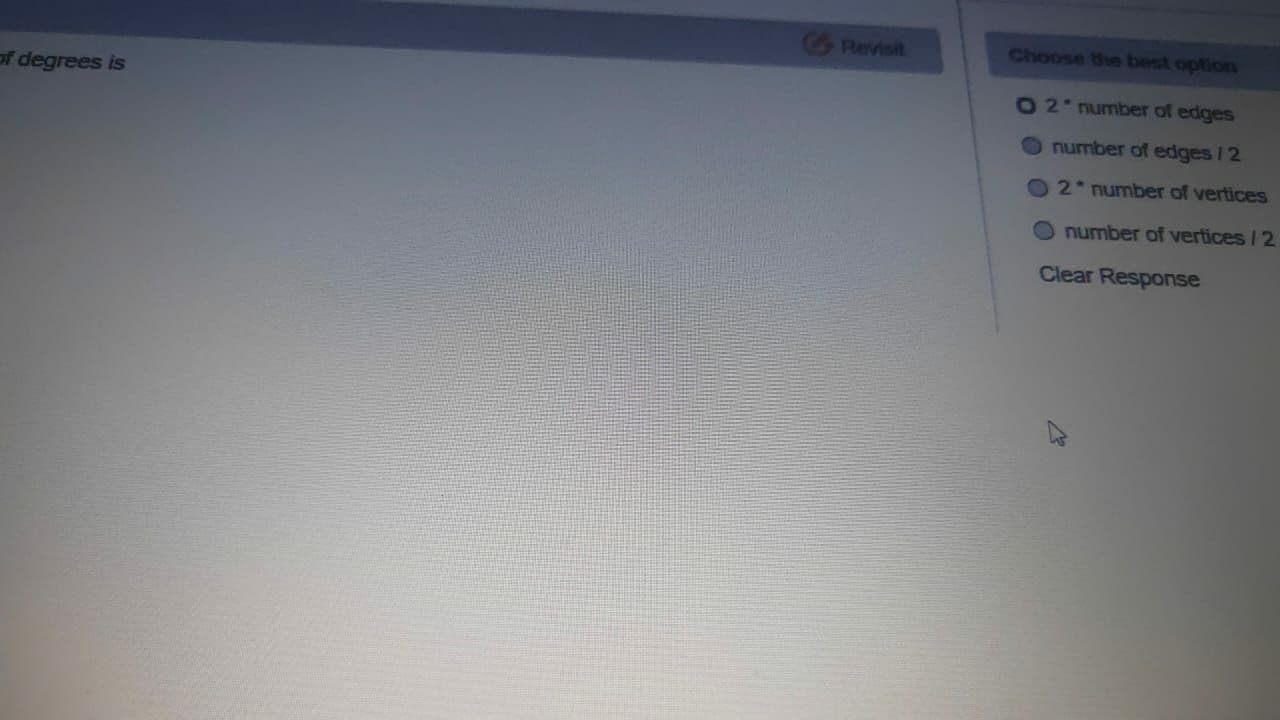 of degrees is
Revisit
Choose the best option
2 * number of edges
number of edges / 2
2 * number of vertices
number of vertices / 2
Clear Response